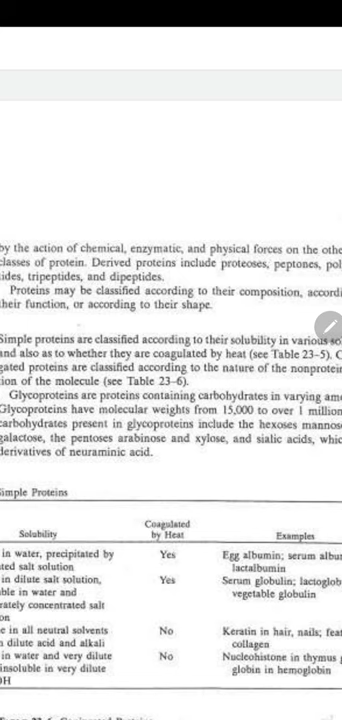 by the action of chemical, enzymatic, and physical forces on the othe
classes of protein. Derived proteins include proteoses, peptones, pol
tides, tripeptides, and dipeptides.
Proteins may be classified according to their composition, accordi
their function, or according to their shape.
Simple proteins are classified according to their solubility in various so
and also as to whether they are coagulated by heat (see Table 23-5). C
gated proteins are classified according to the nature of the nonprotein
ion of the molecule (see Table 23-6).
Glycoproteins are proteins containing carbohydrates in varying amo
Glycoproteins have molecular weights from 15,000 to over 1 million
carbohydrates present in glycoproteins include the hexoses mannose
galactose, the pentoses arabinose and xylose, and sialic acids, whic
derivatives of neuraminic acid.
Simple Proteins
Solubility Coagulated by Heat Examples
in water, precipitated by Yes Egg albumin; serum albu
ted salt solution lactalbumin
in dilute salt solution, Yes Serum globulin; lactoglob
ble in water and vegetable globulin
rately concentrated salt
on
e in all neutral solvents No Keratin in hair, nails; feat
dilute acid and alkali collagen
in water and very dilute No Nucleohistone in thymus
insoluble in very dilute globin in hemoglobin
OH